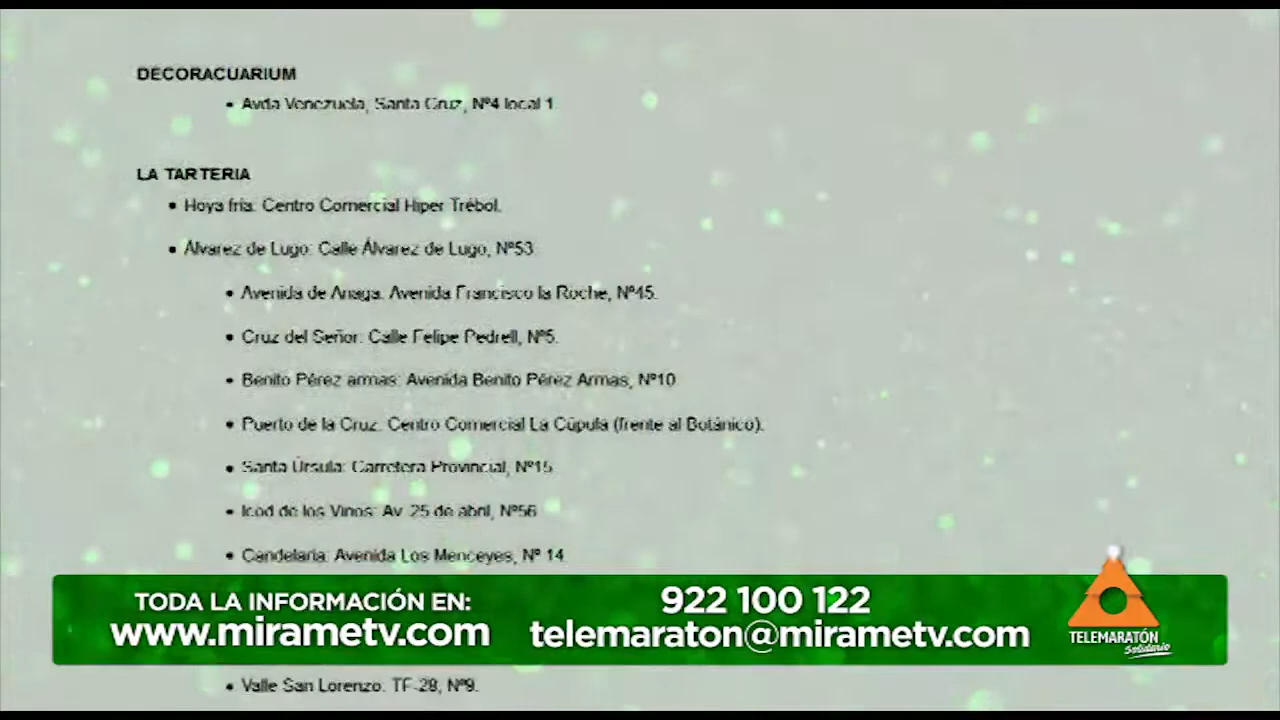 DECORACUARIUM
• Avda Venezuela, Santa Cruz, Nº4 local 1.
LA TARTERIA
• Hoya fría: Centro Comercial Hiper Trébol.
• Álvarez de Lugo: Calle Álvarez de Lugo, Nº53
• Avenida de Anaga: Avenida Francisco la Roche, Nº45.
• Cruz del Señor: Calle Felipe Pedrell, Nº5.
• Benito Pérez armas: Avenida Benito Pérez Armas, Nº10
• Puerto de la Cruz: Centro Comercial La Cúpula (frente al Botánico).
• Santa Úrsula: Carretera Provincial, Nº15
• Icod de los Vinos: Av. 25 de abril, Nº56
• Candelaria: Avenida Los Menceyes, Nº 14
TODA LA INFORMACIÓN EN:
www.mirametv.com
922 100 122
telemaraton@mirametv.com
TELEMARATÓN
Solidario
• Valle San Lorenzo: TF-28, Nº9.